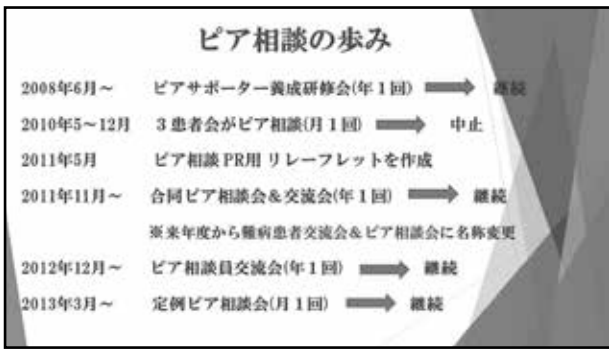 ピア相談の歩み
2008年6月～ ピアサポーター養成研修会(年1回) 継続
2010年5～12月 3患者会がピア相談(月1回) 中止
2011年5月 ピア相談PR用 リレーフレットを作成
2011年11月～ 合同ピア相談会&交流会(年1回) 継続
※来年度から難病患者交流会&ピア相談会に名称変更
2012年12月～ ピア相談員交流会(年1回) 継続
2013年3月～ 定例ピア相談会(月1回) 継続